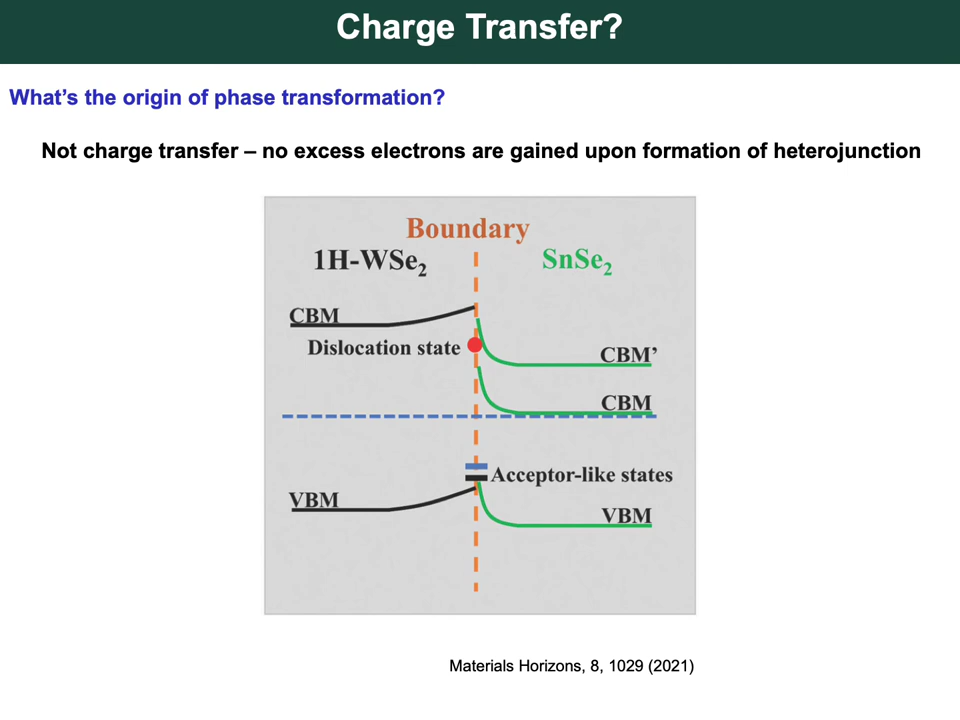 Charge Transfer?
What’s the origin of phase transformation?
Not charge transfer – no excess electrons are gained upon formation of heterojunction
Boundary
1H-WSe₂
SnSe₂
CBM
Dislocation state
CBM’
CBM
Acceptor-like states
VBM
VBM
Materials Horizons, 8, 1029 (2021)